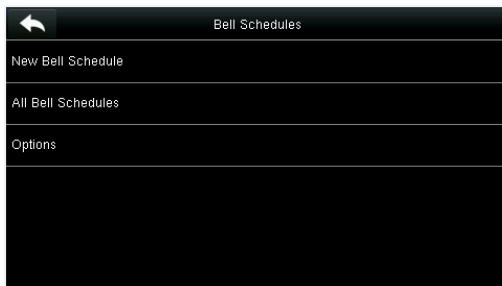 Bell Schedules
New Bell Schedule
All Bell Schedules
Options